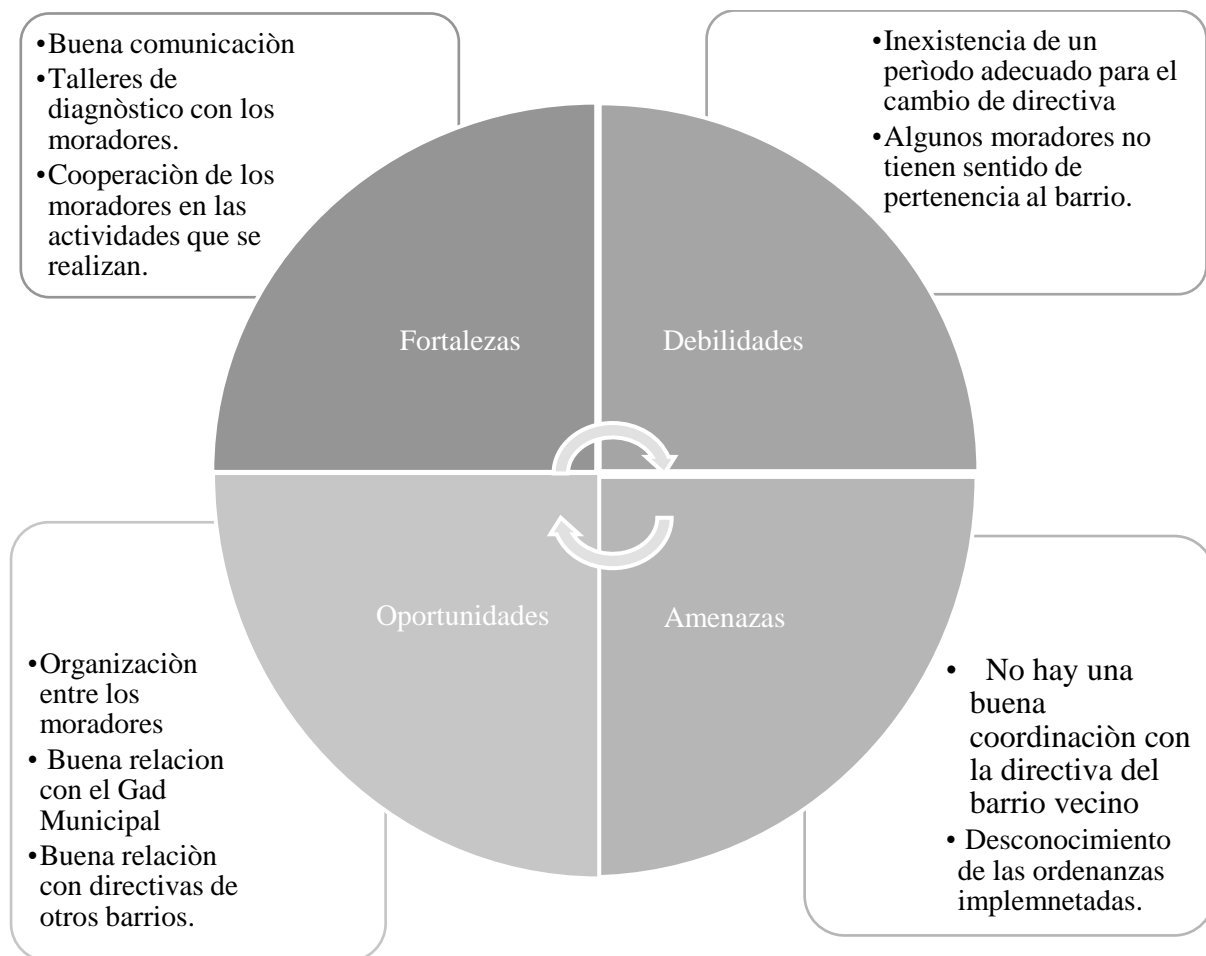 •Buena comunicaciòn
•Talleres de
diagnòstico con los
moradores.
•Cooperaciòn de los
moradores en las
actividades que se
realizan.
•Inexistencia de un
perìodo adecuado para el
cambio de directiva
•Algunos moradores no
tienen sentido de
pertenencia al barrio.
Fortalezas
Debilidades
Oportunidades
Amenazas
•Organizaciòn
entre los
moradores
• Buena relacion
con el Gad
Municipal
•Buena relaciòn
con directivas de
otros barrios.
• No hay una
buena
coordinaciòn con
la directiva del
barrio vecino
• Desconocimiento
de las ordenanzas
implemnetadas.